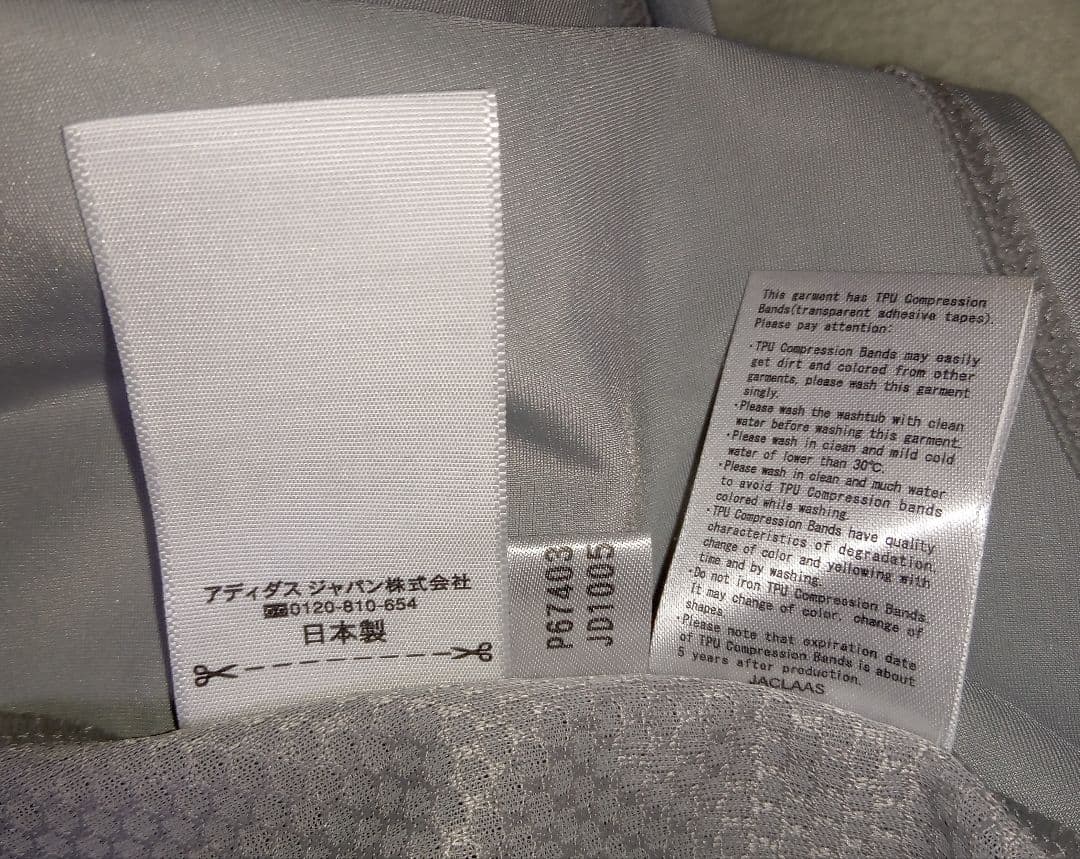 アディダス ジャパン株式会社
0120-810-654
日本製
P67403
JD1005
This garment has TPU Compression
Bands(transparent adhesive tapes).
Please pay attention:
・TPU Compression Bands may easily
get dirt and colored from other
garments, please wash this garment
singly.
・Please wash the washtub with clean
water before washing this garment.
・Please wash in clean and mild cold
water of lower than 30℃.
・Please wash in clean and much water
to avoid TPU Compression bands
colored while washing.
・TPU Compression Bands have quality
characteristics of degradation,
change of color and yellowing with
time and by washing.
・Do not iron TPU Compression Bands.
It may change of color, change of
shapes.
・Please note that expiration date
of TPU Compression Bands is about
5 years after production.
JACLAAS